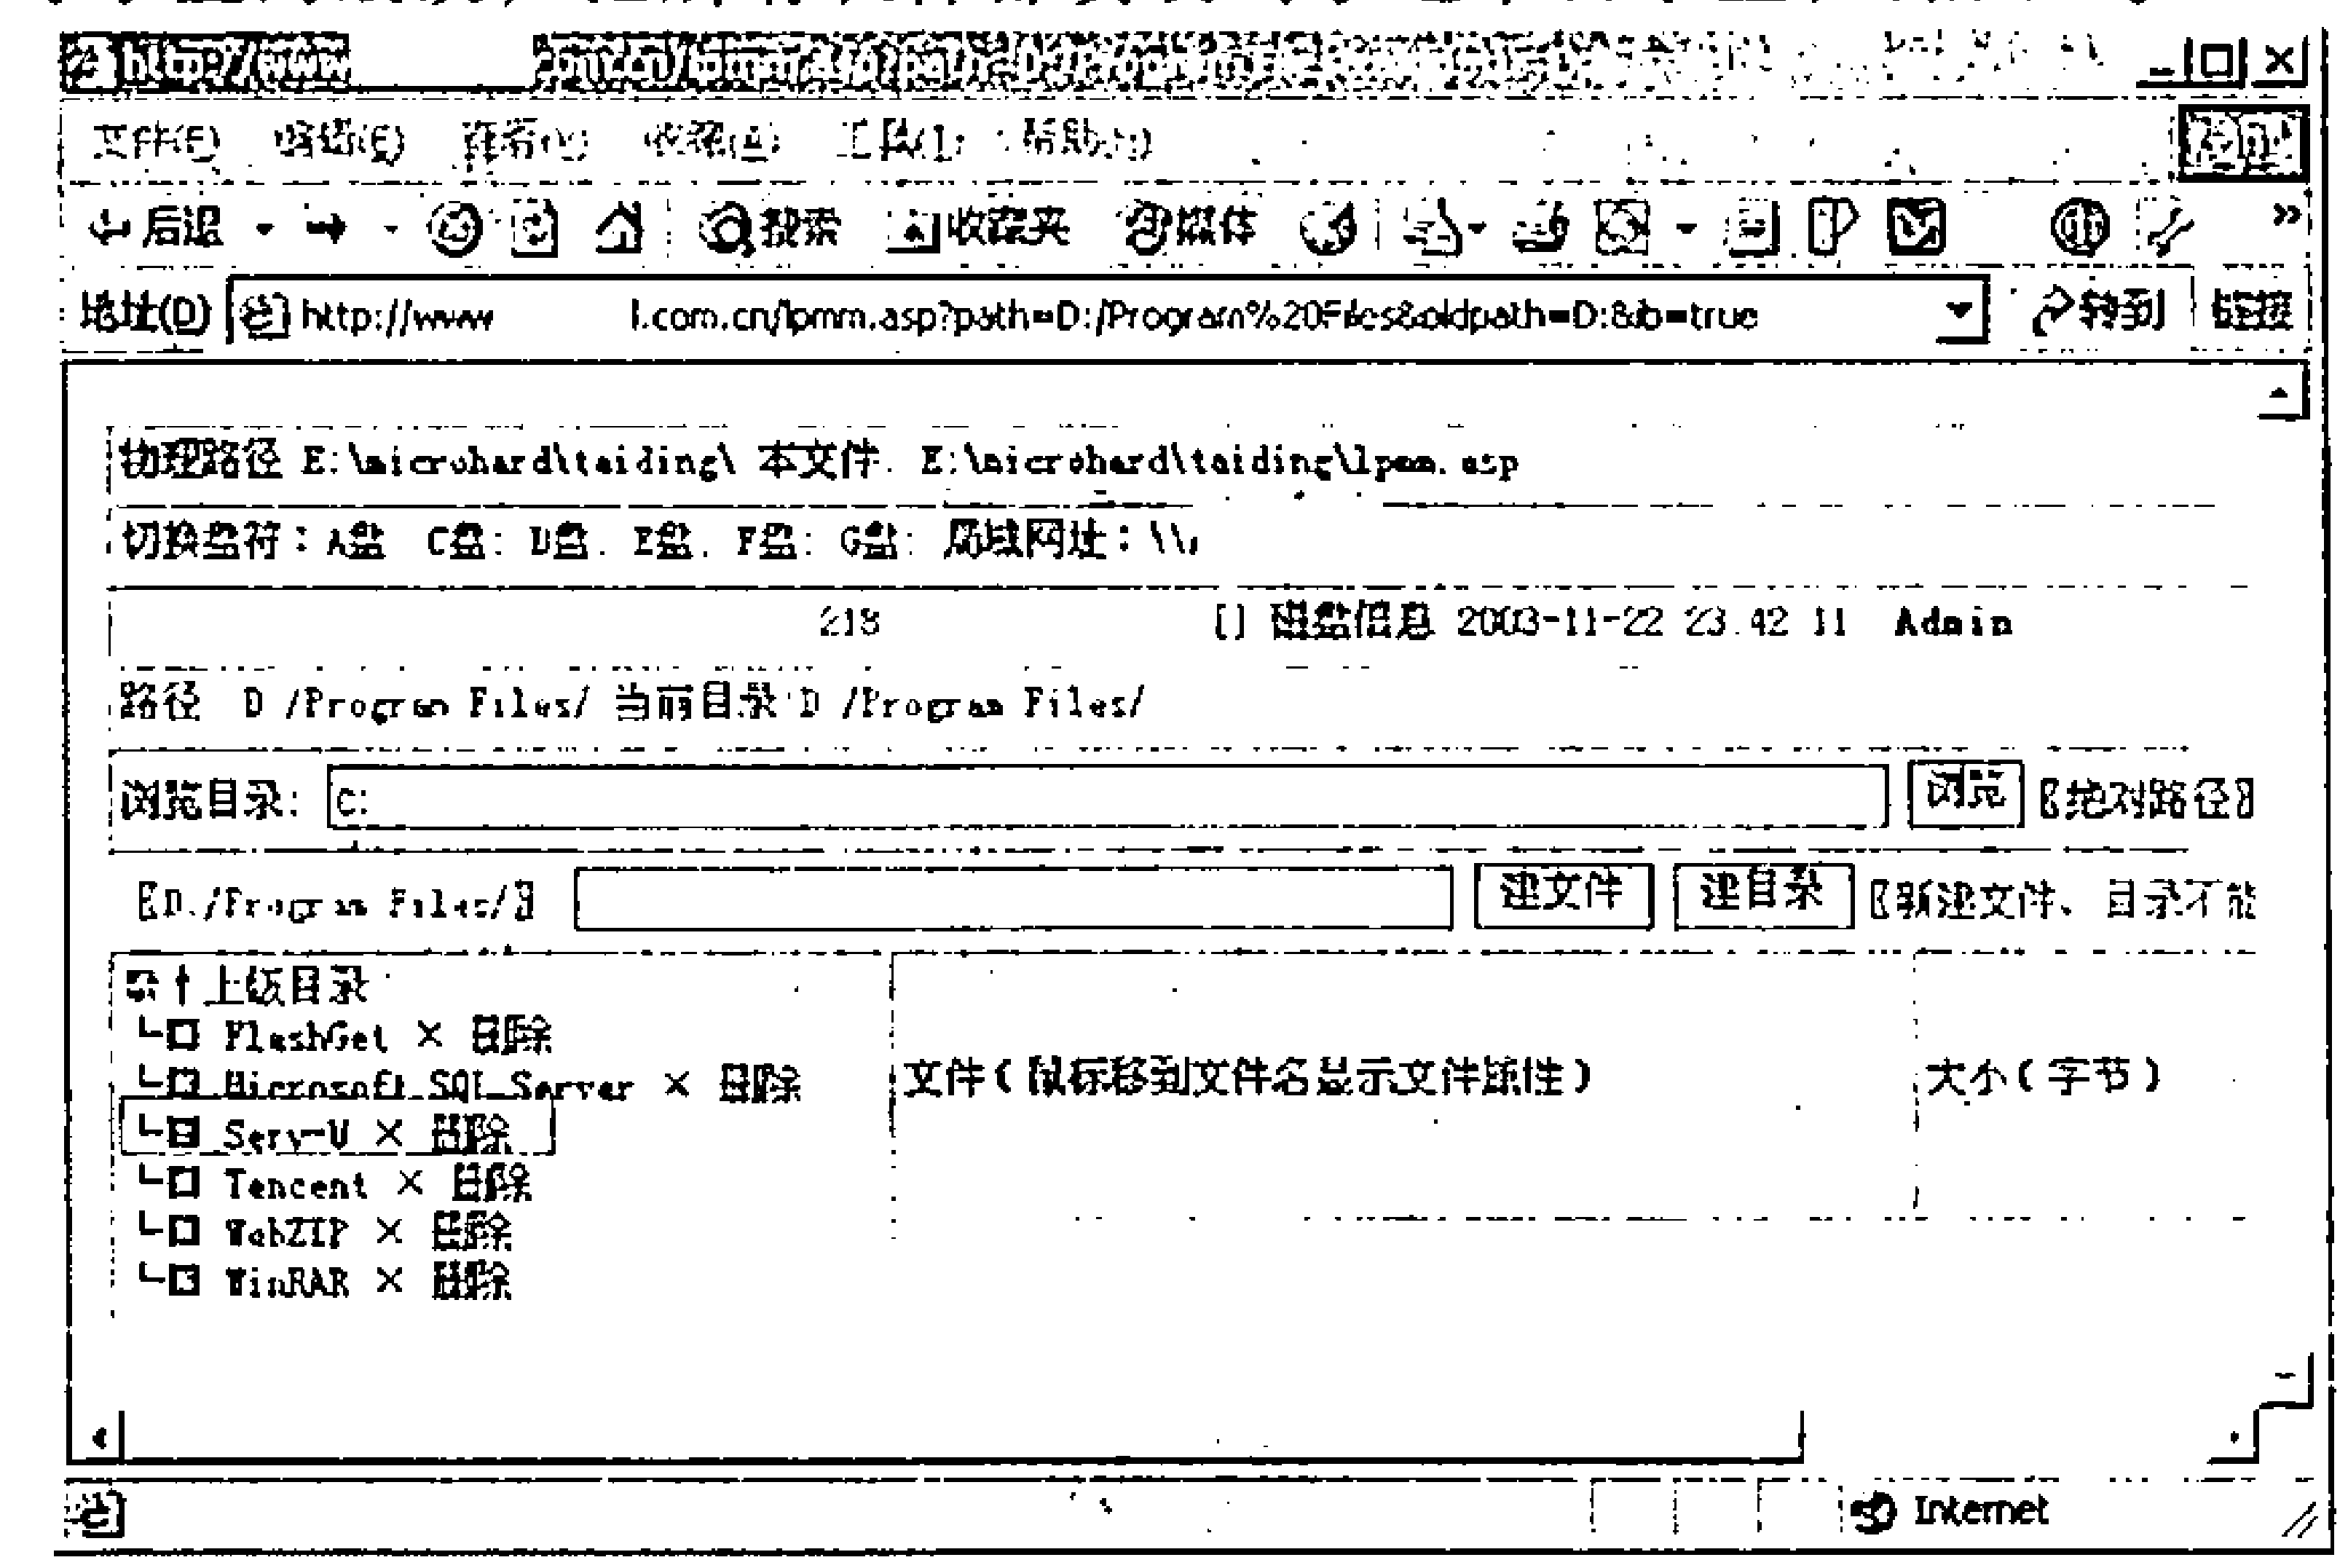 文件(F) 编辑(E) 查看(V) 收藏(A) 工具(T) 帮助(H)
后退 搜索 收藏夹 媒体
地址(D) http://www l.com.cn/lpmm.asp?path=D:/Program%20Files&oldpath=D:&b=true 转到 链接
物理路径 E:\microhard\taiding\ 本文件: E:\microhard\taiding\lpmm.asp
切换盘符：A盘 C盘: D盘. E盘. F盘: G盘: 局域网址：\\
218 [] 磁盘信息 2003-11-22 23.42 11 Admin
路径 D /Program Files/ 当前目录 D /Program Files/
浏览目录: C: 浏览 〖绝对路径〗
〖D:/Program Files/〗 建文件 建目录 〖新建文件、目录不能
↑上级目录
FlashGet × 删除
Microsoft SQL Server × 删除
文件(鼠标移到文件名显示文件属性) 大小(字节)
Serv-U × 删除
Tencent × 删除
WebZIP × 删除
WinRAR × 删除
Internet